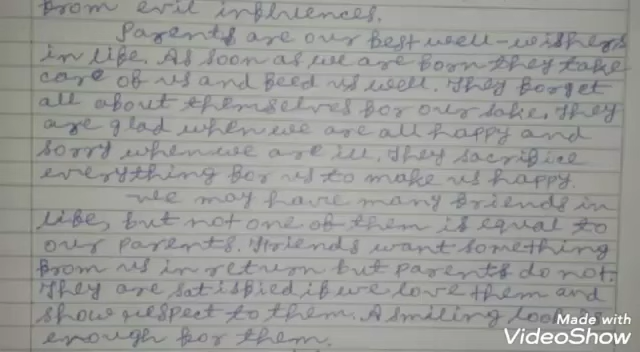 from evil influences.
Parents are our best well-wishers
in life. As soon as we are born they take
care of us and feed us well. They forget
all about themselves for our sake. They
are glad when we are all happy and
sorry when we are ill. They sacrifice
everything for us to make us happy.
We may have many friends in
life, but not one of them is equal to
our parents. Friends want something
from us in return but parents do not.
They are satisfied if we love them and
show respect to them. A smiling look is
enough for them.
Made with
VideoShow